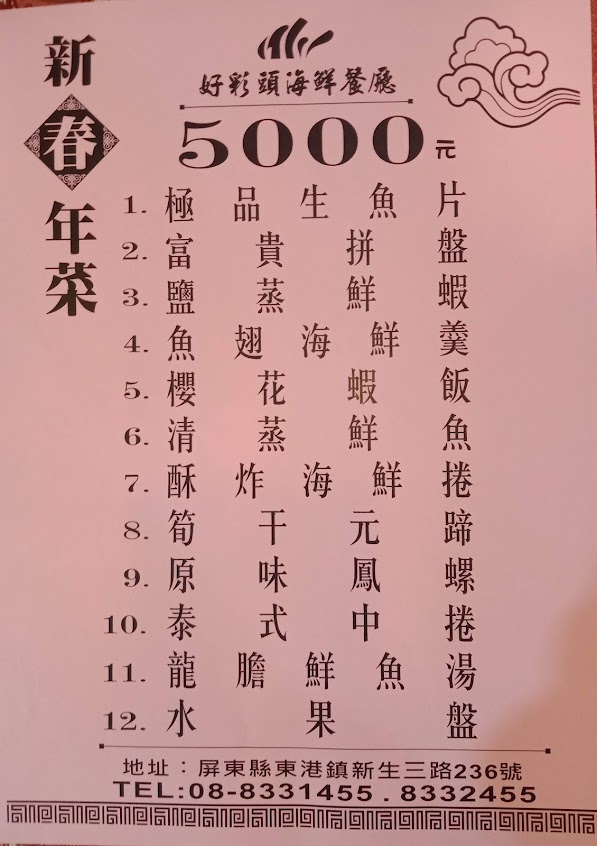 新春年菜
好彩頭海鮮餐廳
5000元
1. 極品生魚片
2. 富貴拼盤
3. 鹽蒸鮮蝦
4. 魚翅海鮮羹
5. 櫻花蝦飯
6. 清蒸鮮魚
7. 酥炸海鮮捲
8. 筍干元蹄
9. 原味鳳螺
10. 泰式中捲
11. 龍膽鮮魚湯
12. 水果盤
地址：屏東縣東港鎮新生三路236號
TEL:08-8331455 . 8332455